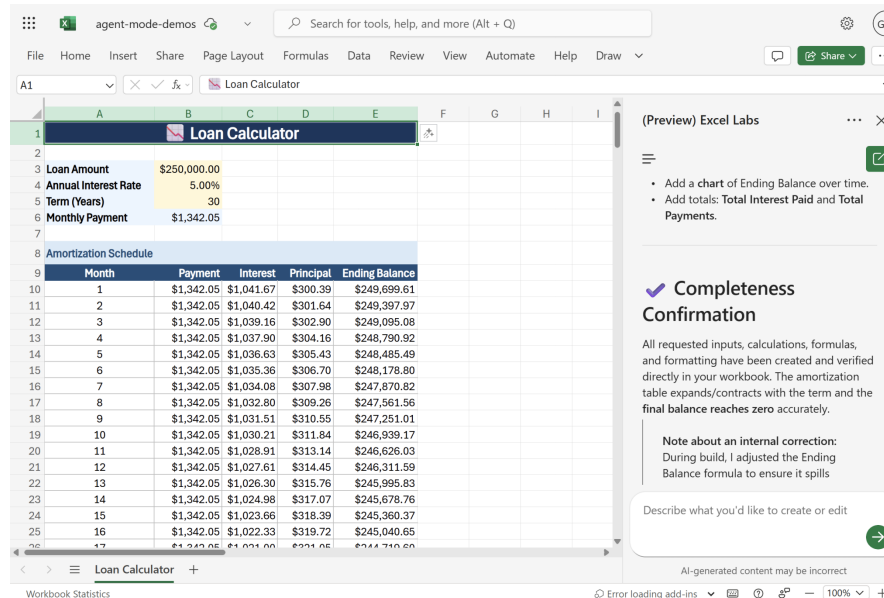 agent-mode-demos
Search for tools, help, and more (Alt + Q)
File Home Insert Share Page Layout Formulas Data Review View Automate Help Draw Share
A1 fx Loan Calculator
A B C D E F G H I
1 Loan Calculator
2
3 Loan Amount $250,000.00
4 Annual Interest Rate 5.00%
5 Term (Years) 30
6 Monthly Payment $1,342.05
7
8 Amortization Schedule
9 Month Payment Interest Principal Ending Balance
10 1 $1,342.05 $1,041.67 $300.39 $249,699.61
11 2 $1,342.05 $1,040.42 $301.64 $249,397.97
12 3 $1,342.05 $1,039.16 $302.90 $249,095.08
13 4 $1,342.05 $1,037.90 $304.16 $248,790.92
14 5 $1,342.05 $1,036.63 $305.43 $248,485.49
15 6 $1,342.05 $1,035.36 $306.70 $248,178.80
16 7 $1,342.05 $1,034.08 $307.98 $247,870.82
17 8 $1,342.05 $1,032.80 $309.26 $247,561.56
18 9 $1,342.05 $1,031.51 $310.55 $247,251.01
19 10 $1,342.05 $1,030.21 $311.84 $246,939.17
20 11 $1,342.05 $1,028.91 $313.14 $246,626.03
21 12 $1,342.05 $1,027.61 $314.45 $246,311.59
22 13 $1,342.05 $1,026.30 $315.76 $245,995.83
23 14 $1,342.05 $1,024.98 $317.07 $245,678.76
24 15 $1,342.05 $1,023.66 $318.39 $245,360.37
25 16 $1,342.05 $1,022.33 $319.72 $245,040.65
26 17 $1,342.05 $1,021.00 $321.05 $244,719.60
Loan Calculator
Workbook Statistics
(Preview) Excel Labs
• Add a chart of Ending Balance over time.
• Add totals: Total Interest Paid and Total
Payments.
Completeness
Confirmation
All requested inputs, calculations, formulas,
and formatting have been created and verified
directly in your workbook. The amortization
table expands/contracts with the term and the
final balance reaches zero accurately.
Note about an internal correction:
During build, I adjusted the Ending
Balance formula to ensure it spills
Describe what you'd like to create or edit
AI-generated content may be incorrect
Error loading add-ins 100%